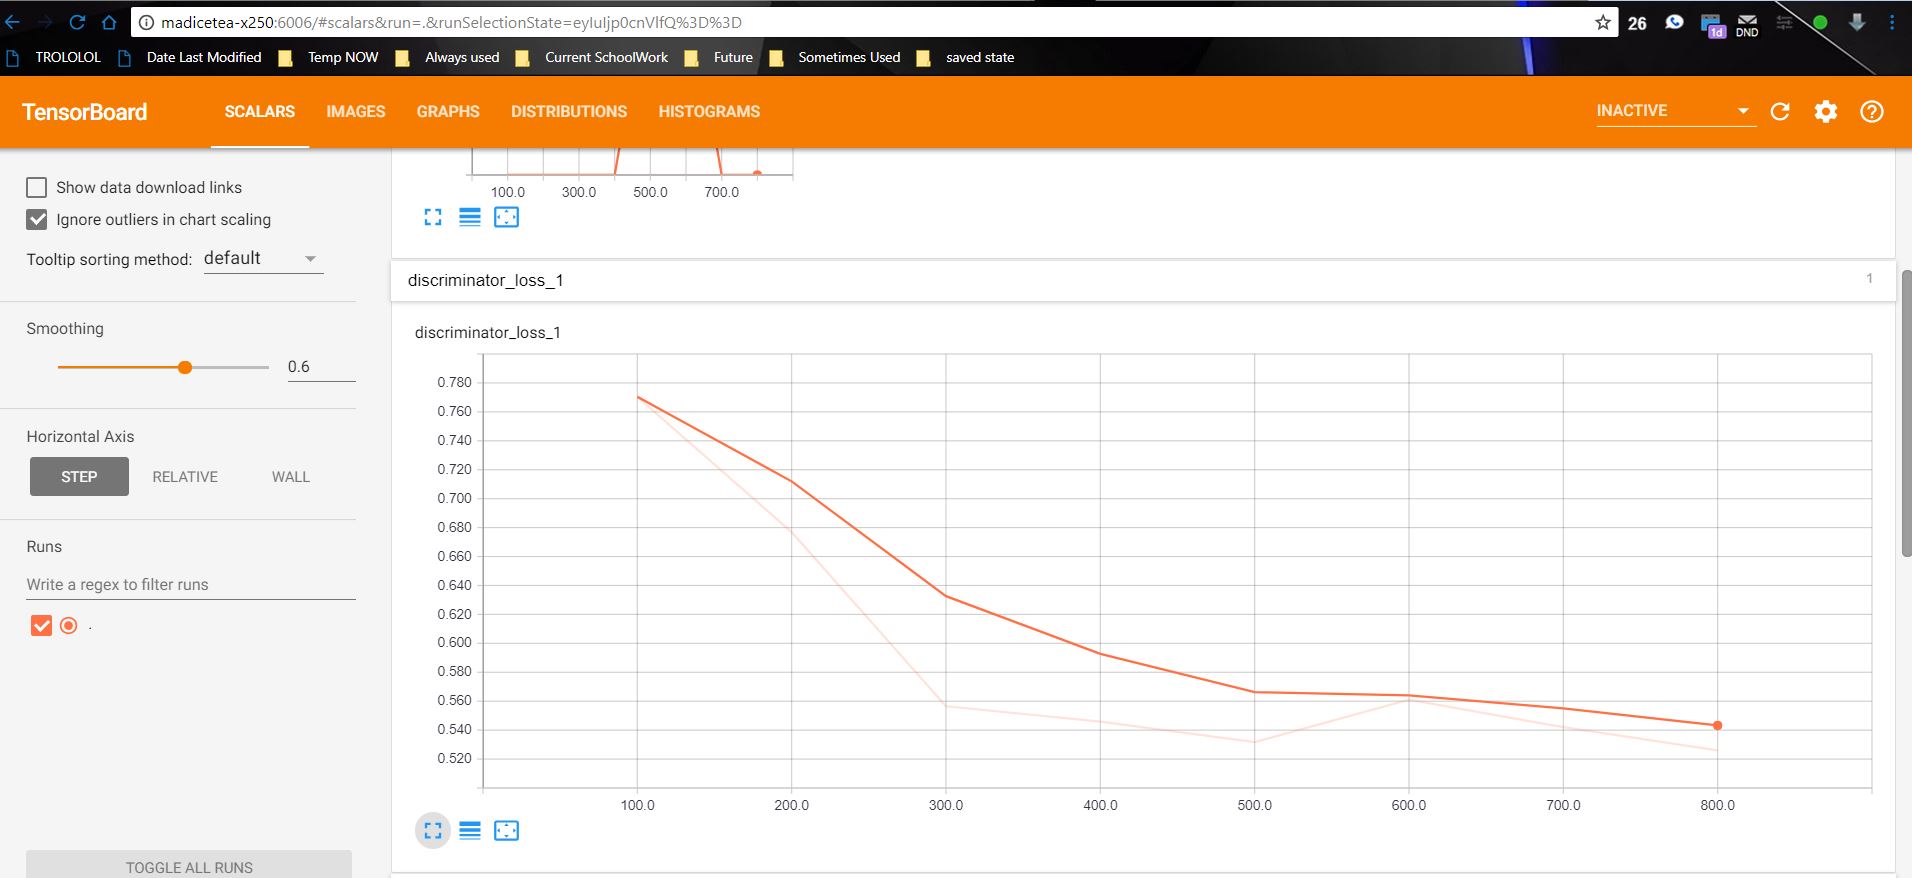 madicetea-x250:6006/#scalars&run=.&runSelectionState=eyIuIjp0cnVlfQ%3D%3D
26
1d
DND
TROLOLOL Date Last Modified Temp NOW Always used Current SchoolWork Future Sometimes Used saved state
TensorBoard SCALARS IMAGES GRAPHS DISTRIBUTIONS HISTOGRAMS INACTIVE
Show data download links
Ignore outliers in chart scaling
Tooltip sorting method: default
Smoothing
0.6
Horizontal Axis
STEP RELATIVE WALL
Runs
Write a regex to filter runs
.
TOGGLE ALL RUNS
100.0 300.0 500.0 700.0
discriminator_loss_1 1
discriminator_loss_1
0.780
0.760
0.740
0.720
0.700
0.680
0.660
0.640
0.620
0.600
0.580
0.560
0.540
0.520
100.0 200.0 300.0 400.0 500.0 600.0 700.0 800.0